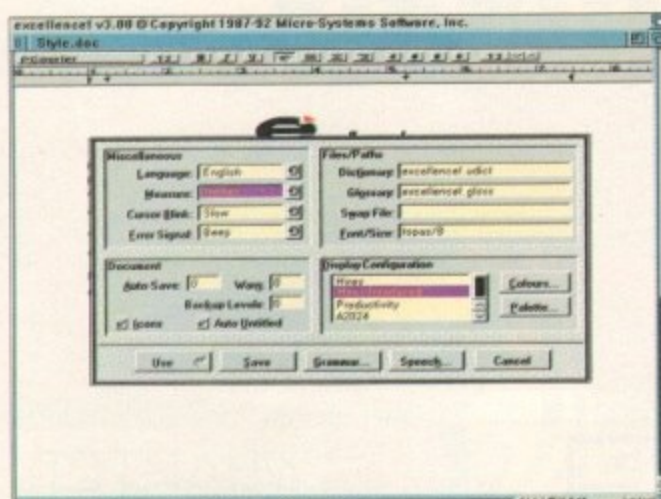 excellence! v3.00 © Copyright 1987-92 Micro-Systems Software, Inc.
Style.doc
Miscellaneous
Language: English
Measure:
Cursor Blink: Slow
Error Signal: Beep
Files/Paths
Dictionary: excellence!.udict
Glossary: excellence!.gloss
Swap File:
Font/Size: topaz/8
Document
Auto-Save: 0 Warn: 0
Backup Levels: 0
Icons Auto Untitled
Display Configuration
Hires
Productivity
A2024
Colours...
Palette...
Use Save Grammar... Speech... Cancel